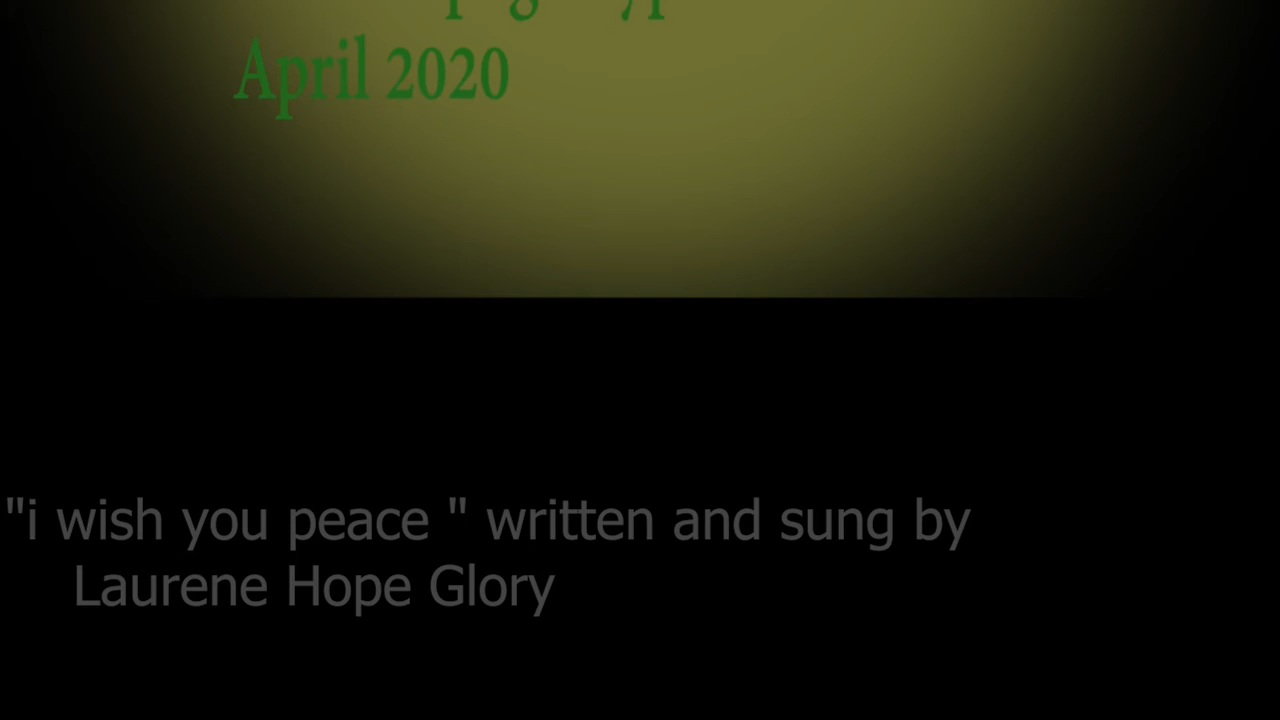 April 2020
"i wish you peace " written and sung by
Laurene Hope Glory